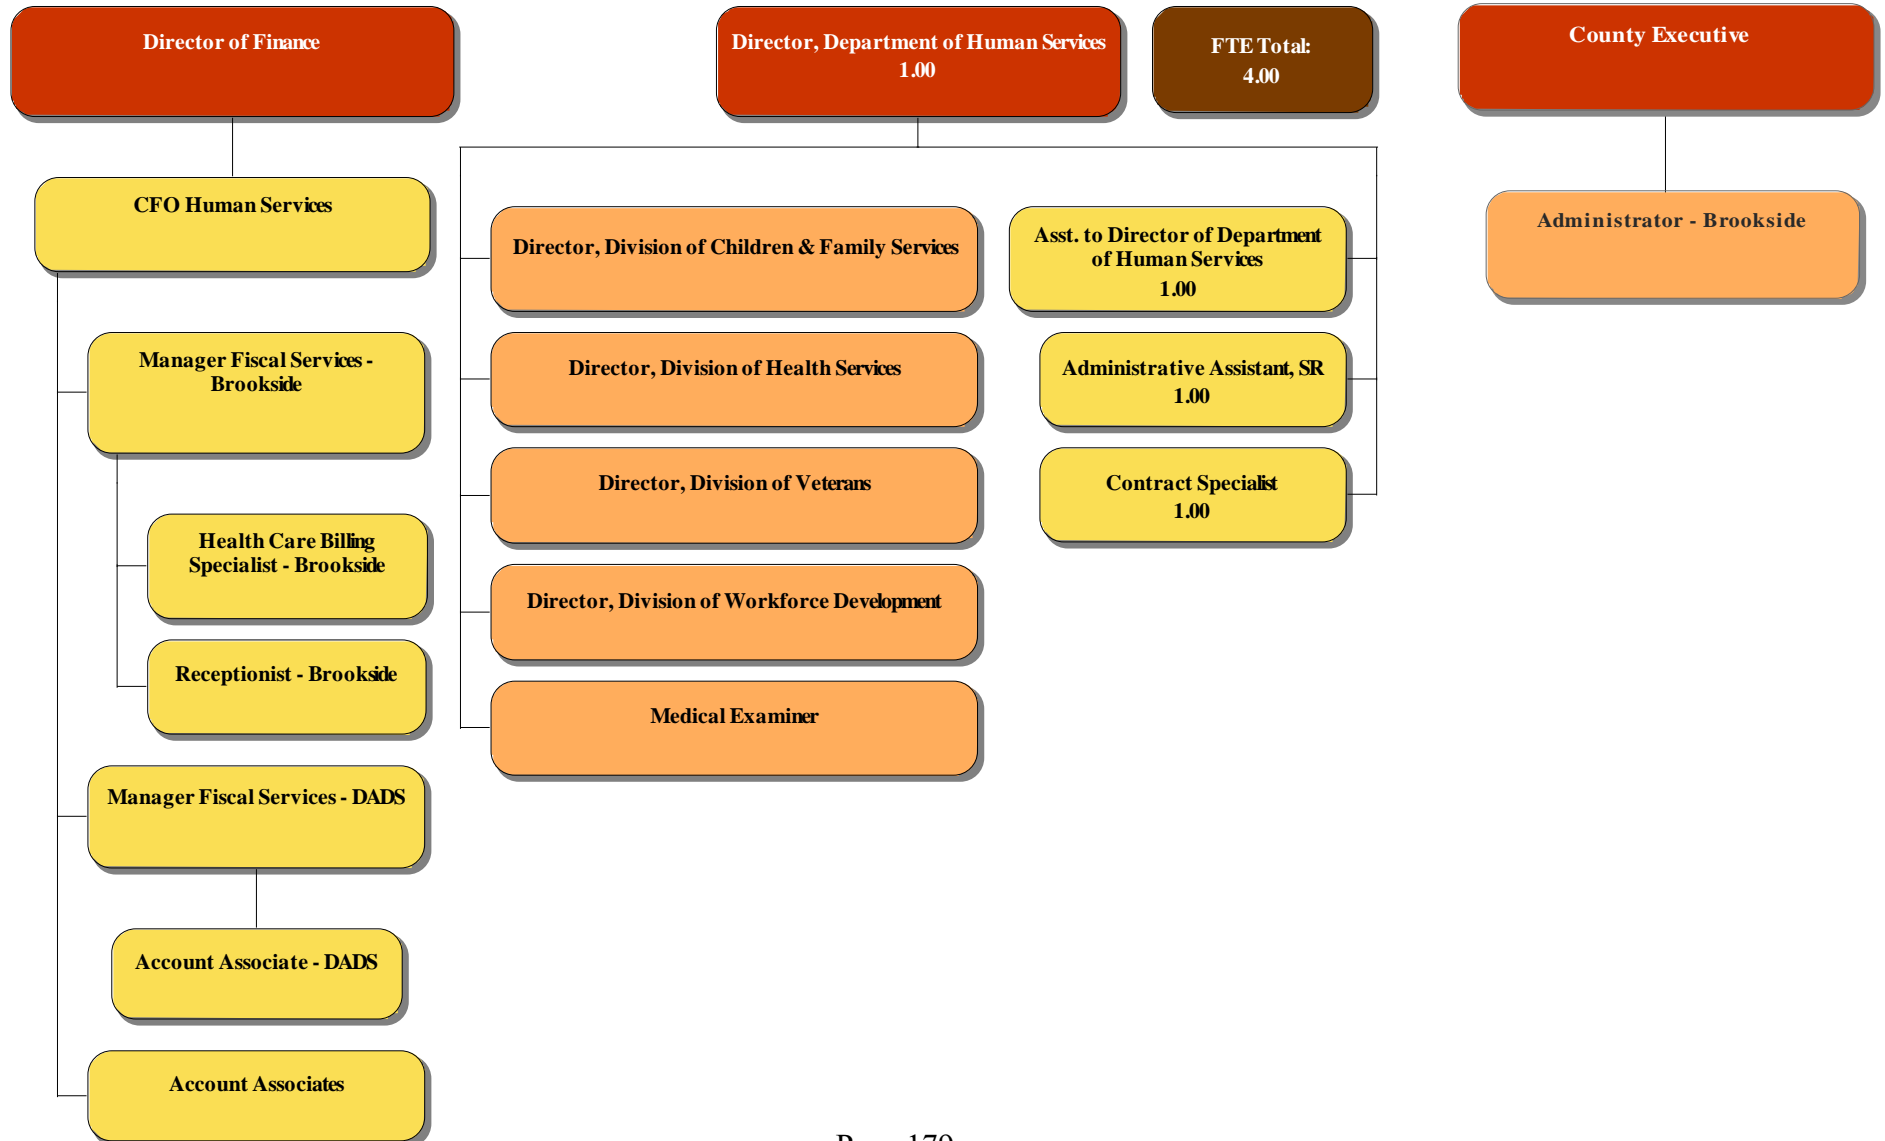 Director of Finance
Director, Department of Human Services
1.00
FTE Total:
4.00
County Executive
CFO Human Services
Administrator - Brookside
Director, Division of Children & Family Services
Asst. to Director of Department
of Human Services
1.00
Manager Fiscal Services -
Brookside
Director, Division of Health Services
Administrative Assistant, SR
1.00
Director, Division of Veterans
Contract Specialist
1.00
Health Care Billing
Specialist - Brookside
Director, Division of Workforce Development
Receptionist - Brookside
Medical Examiner
Manager Fiscal Services - DADS
Account Associate - DADS
Account Associates